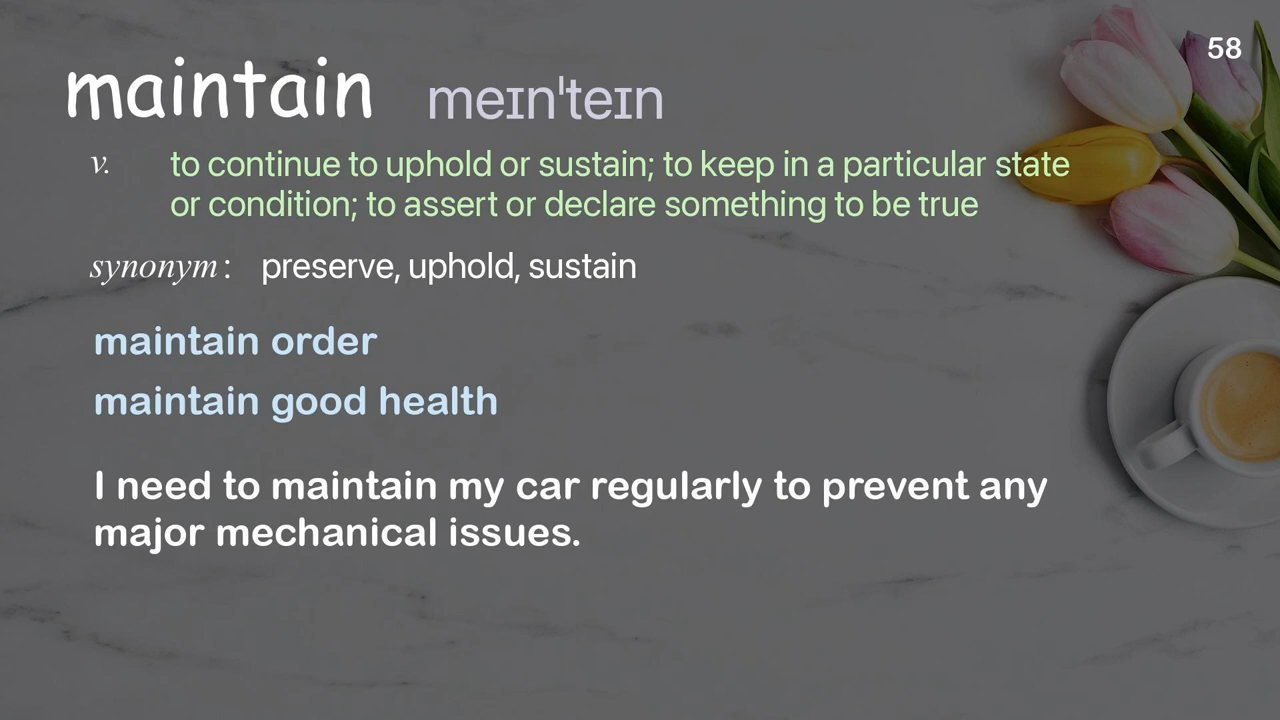 58
maintain meɪn'teɪn
v. to continue to uphold or sustain; to keep in a particular state
or condition; to assert or declare something to be true
synonym : preserve, uphold, sustain
maintain order
maintain good health
I need to maintain my car regularly to prevent any
major mechanical issues.